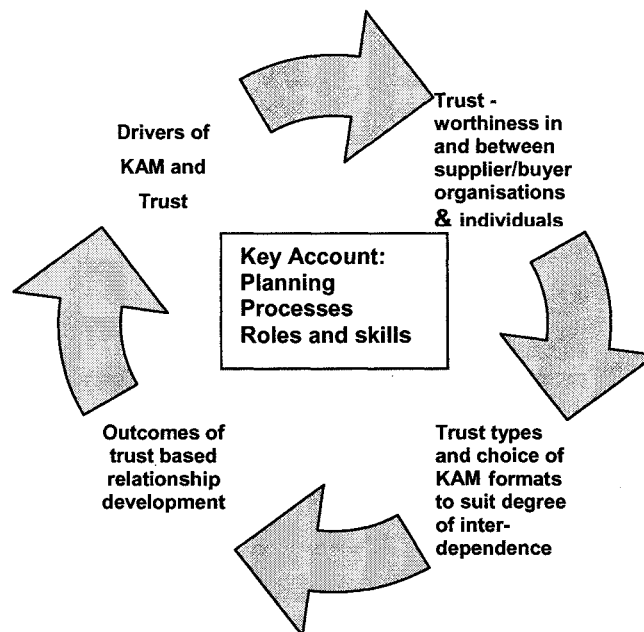 Drivers of
KAM and
Trust
Trust -
worthiness in
and between
supplier/buyer
organisations
& individuals
Key Account:
Planning
Processes
Roles and skills
Trust types
and choice of
KAM formats
to suit degree
of inter-
dependence
Outcomes of
trust based
relationship
development